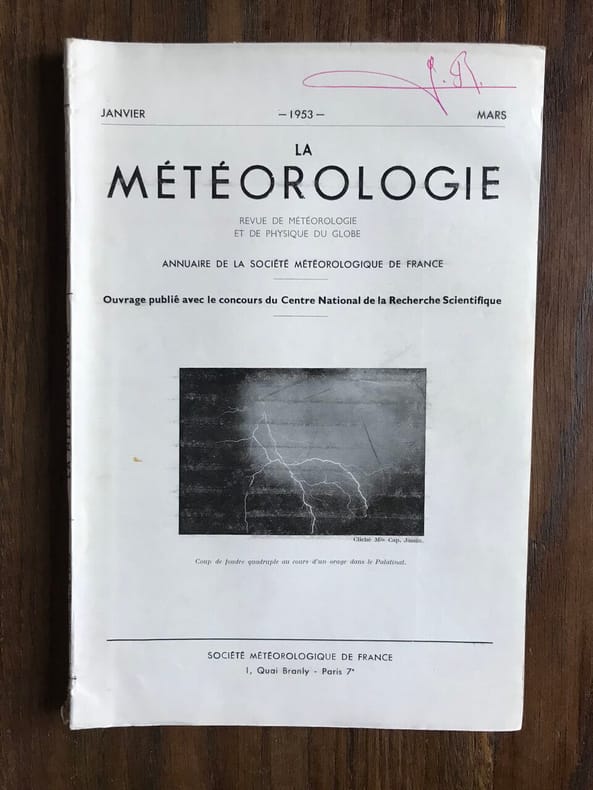 J. R.
JANVIER — 1953 — MARS
LA
MÉTÉOROLOGIE
REVUE DE MÉTÉOROLOGIE
ET DE PHYSIQUE DU GLOBE
ANNUAIRE DE LA SOCIÉTÉ MÉTÉOROLOGIQUE DE FRANCE
Ouvrage publié avec le concours du Centre National de la Recherche Scientifique
Cliché Mis Cap.
Coup de foudre quadruple au cours d'un orage dans le Palatinat.
SOCIÉTÉ MÉTÉOROLOGIQUE DE FRANCE
1, Quai Branly - Paris 7e